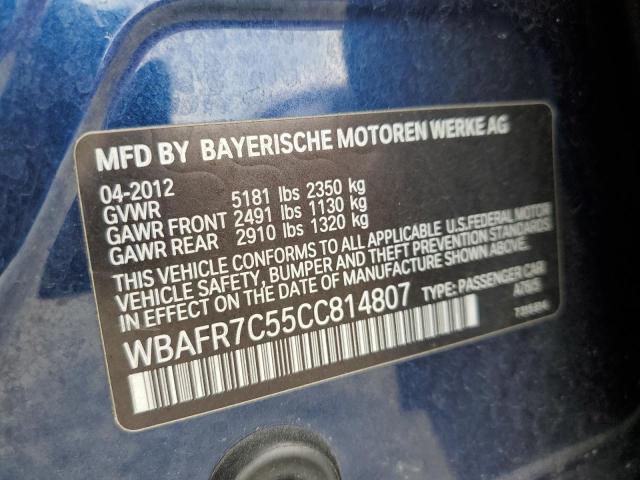 MFD BY BAYERISCHE MOTOREN WERKE AG
04-2012
GVWR 5181 lbs 2350 kg
GAWR FRONT 2491 lbs 1130 kg
GAWR REAR 2910 lbs 1320 kg
THIS VEHICLE CONFORMS TO ALL APPLICABLE U.S. FEDERAL MOTOR
VEHICLE SAFETY, BUMPER AND THEFT PREVENTION STANDARDS
IN EFFECT ON THE DATE OF MANUFACTURE SHOWN ABOVE.
WBAFR7C55CC814807 TYPE: PASSENGER CAR